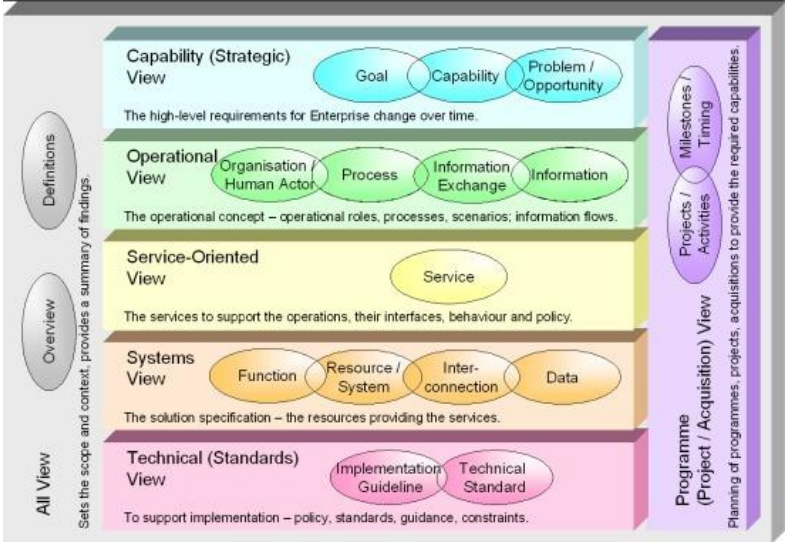 Capability (Strategic)
View
Goal
Capability
Problem /
Opportunity
The high-level requirements for Enterprise change over time.
Operational
View
Organisation /
Human Actor
Process
Information
Exchange
Information
The operational concept – operational roles, processes, scenarios; information flows.
Service-Oriented
View
Service
The services to support the operations, their interfaces, behaviour and policy.
Systems
View
Function
Resource /
System
Inter-
connection
Data
The solution specification – the resources providing the services.
Technical (Standards)
View
Implementation
Guideline
Technical
Standard
To support implementation – policy, standards, guidance, constraints.
All View
Overview
Definitions
Sets the scope and context, provides a summary of findings.
Programme
(Project / Acquisition) View
Projects /
Activities
Milestones /
Timing
Planning of programmes, projects, acquisitions to provide the required capabilities.